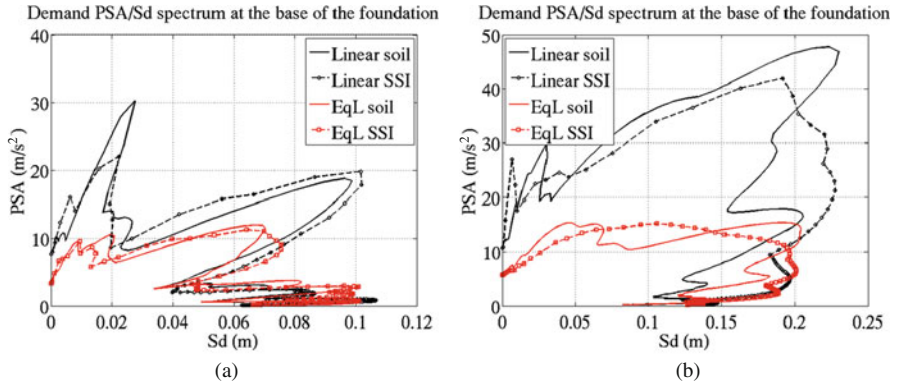 Demand PSA/Sd spectrum at the base of the foundation
PSA (m/s²)
40
30
20
10
0
Linear soil
Linear SSI
EqL soil
EqL SSI
0
0.02
0.04
0.06
0.08
0.1
0.12
Sd (m)
(a)
Demand PSA/Sd spectrum at the base of the foundation
PSA (m/s²)
50
40
30
20
10
0
Linear soil
Linear SSI
EqL soil
EqL SSI
0
0.05
0.1
0.15
0.2
0.25
Sd (m)
(b)